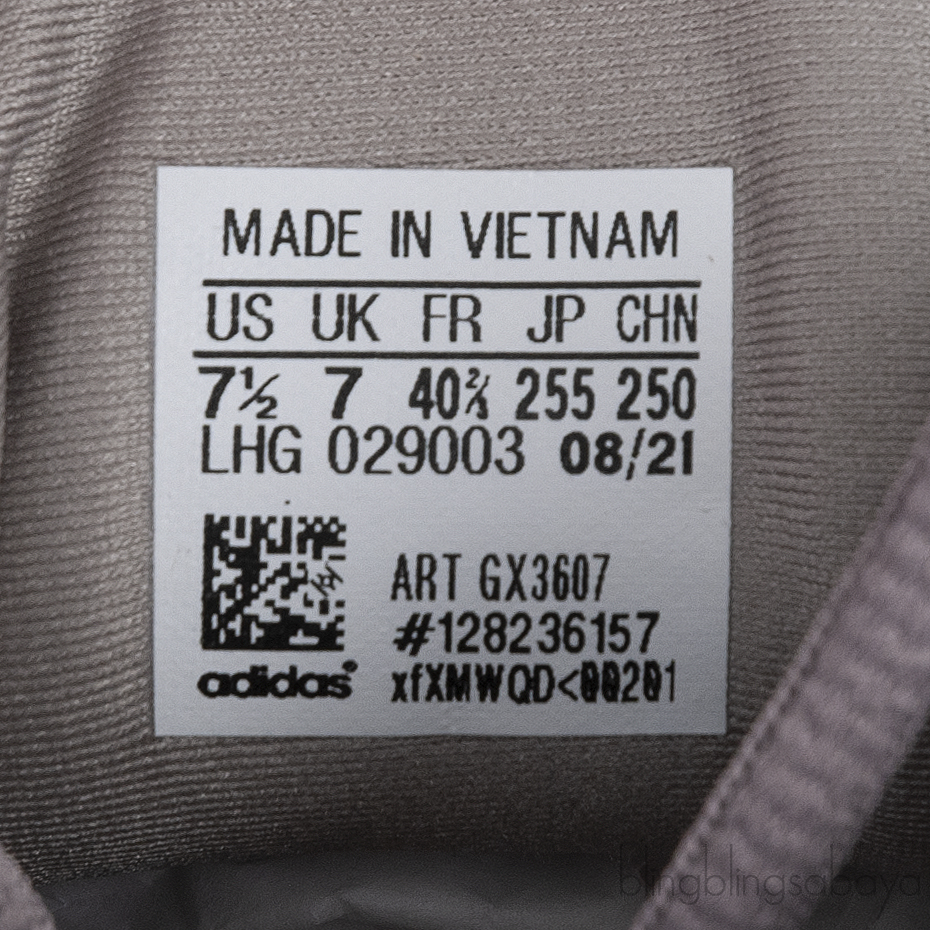 MADE IN VIETNAM
US UK FR JP CHN
7½ 7 40⅔ 255 250
LHG 029003 08/21
ART GX3607
#128236157
adidas®
xfXMWQD<00201
blingblingsabaya